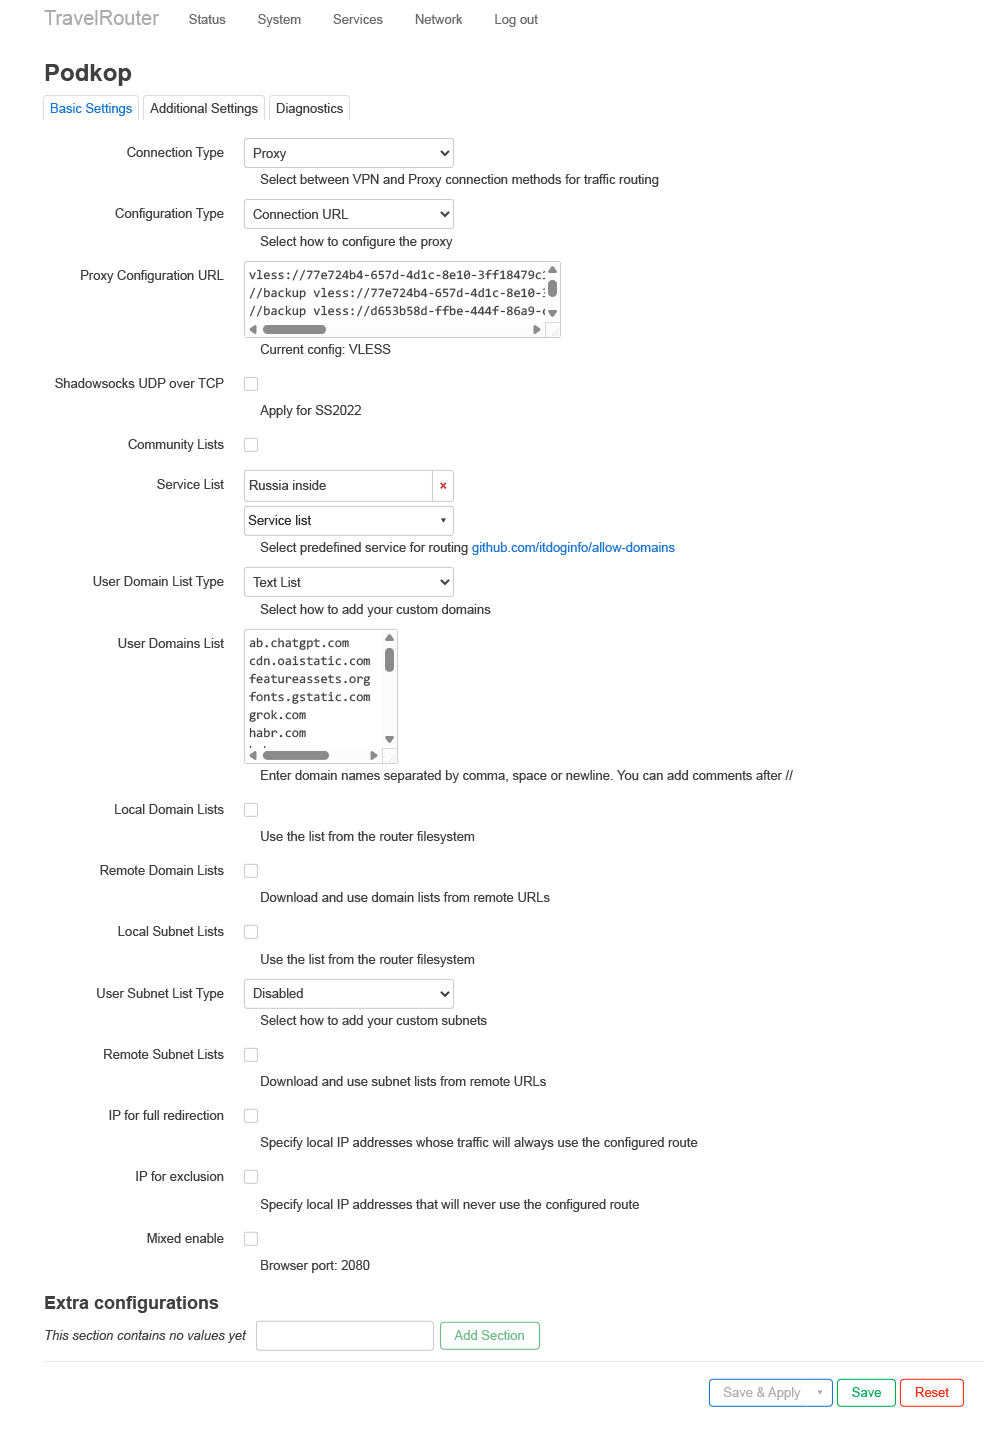 TravelRouter Status System Services Network Log out
Podkop
Basic Settings Additional Settings Diagnostics
Connection Type Proxy
Select between VPN and Proxy connection methods for traffic routing
Configuration Type Connection URL
Select how to configure the proxy
Proxy Configuration URL vless://77e724b4-657d-4d1c-8e10-3ff18479c
//backup vless://77e724b4-657d-4d1c-8e10-
//backup vless://d653b58d-ffbe-444f-86a9-
Current config: VLESS
Shadowsocks UDP over TCP
Apply for SS2022
Community Lists
Service List Russia inside ×
Service list
Select predefined service for routing github.com/itdoginfo/allow-domains
User Domain List Type Text List
Select how to add your custom domains
User Domains List ab.chatgpt.com
cdn.oaistatic.com
featureassets.org
fonts.gstatic.com
grok.com
habr.com
Enter domain names separated by comma, space or newline. You can add comments after //
Local Domain Lists
Use the list from the router filesystem
Remote Domain Lists
Download and use domain lists from remote URLs
Local Subnet Lists
Use the list from the router filesystem
User Subnet List Type Disabled
Select how to add your custom subnets
Remote Subnet Lists
Download and use subnet lists from remote URLs
IP for full redirection
Specify local IP addresses whose traffic will always use the configured route
IP for exclusion
Specify local IP addresses that will never use the configured route
Mixed enable
Browser port: 2080
Extra configurations
This section contains no values yet Add Section
Save & Apply Save Reset